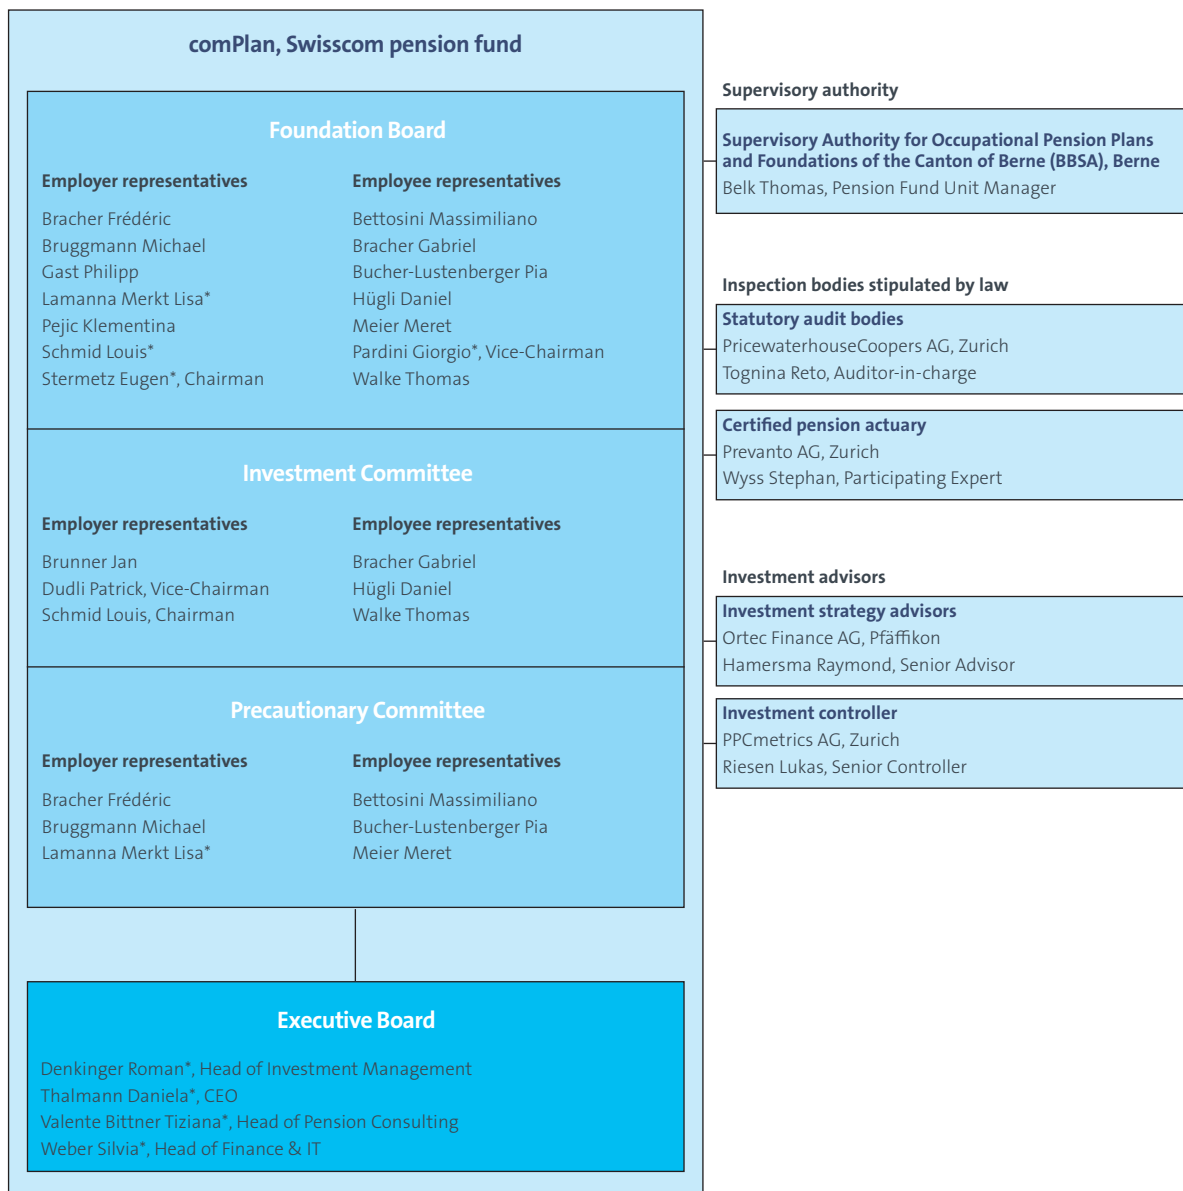 comPlan, Swisscom pension fund
Foundation Board
Employer representatives
Bracher Frédéric
Bruggmann Michael
Gast Philipp
Lamanna Merkt Lisa*
Pejic Klementina
Schmid Louis*
Stermetz Eugen*, Chairman
Employee representatives
Bettosini Massimiliano
Bracher Gabriel
Bucher-Lustenberger Pia
Hügli Daniel
Meier Meret
Pardini Giorgio*, Vice-Chairman
Walke Thomas
Investment Committee
Employer representatives
Brunner Jan
Dudli Patrick, Vice-Chairman
Schmid Louis, Chairman
Employee representatives
Bracher Gabriel
Hügli Daniel
Walke Thomas
Precautionary Committee
Employer representatives
Bracher Frédéric
Bruggmann Michael
Lamanna Merkt Lisa*
Employee representatives
Bettosini Massimiliano
Bucher-Lustenberger Pia
Meier Meret
Executive Board
Denkinger Roman*, Head of Investment Management
Thalmann Daniela*, CEO
Valente Bittner Tiziana*, Head of Pension Consulting
Weber Silvia*, Head of Finance & IT
Supervisory authority
Supervisory Authority for Occupational Pension Plans
and Foundations of the Canton of Berne (BBSA), Berne
Belk Thomas, Pension Fund Unit Manager
Inspection bodies stipulated by law
Statutory audit bodies
PricewaterhouseCoopers AG, Zurich
Tognina Reto, Auditor-in-charge
Certified pension actuary
Prevanto AG, Zurich
Wyss Stephan, Participating Expert
Investment advisors
Investment strategy advisors
Ortec Finance AG, Pfäffikon
Hamersma Raymond, Senior Advisor
Investment controller
PPCmetrics AG, Zurich
Riesen Lukas, Senior Controller